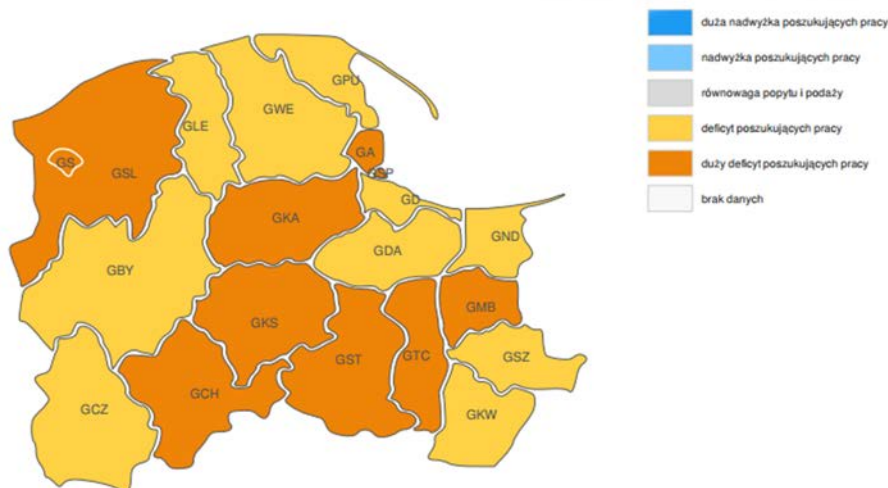 duża nadwyżka poszukujących pracy
nadwyżka poszukujących pracy
równowaga popytu i podaży
deficyt poszukujących pracy
duży deficyt poszukujących pracy
brak danych
GPU
GWE
GLE
GA
GS
GSL
GSP
GD
GKA
GND
GDA
GBY
GMB
GKS
GST
GTC
GSZ
GCH
GCZ
GKW